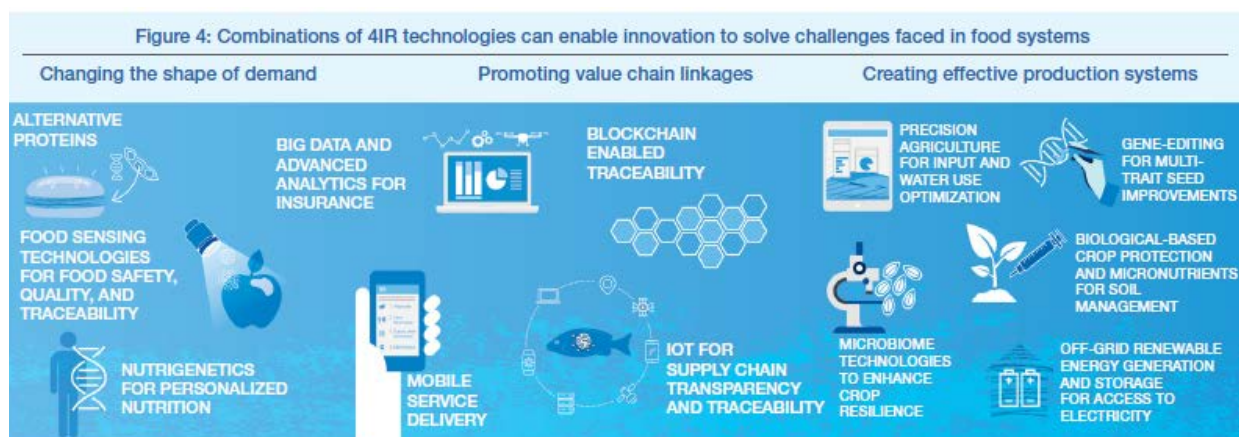 Figure 4: Combinations of 4IR technologies can enable innovation to solve challenges faced in food systems
Changing the shape of demand
Promoting value chain linkages
Creating effective production systems
ALTERNATIVE
PROTEINS
FOOD SENSING
TECHNOLOGIES
FOR FOOD SAFETY,
QUALITY, AND
TRACEABILITY
NUTRIGENETICS
FOR PERSONALIZED
NUTRITION
BIG DATA AND
ADVANCED
ANALYTICS FOR
INSURANCE
BLOCKCHAIN
ENABLED
TRACEABILITY
MOBILE
SERVICE
DELIVERY
IOT FOR
SUPPLY CHAIN
TRANSPARENCY
AND TRACEABILITY
PRECISION
AGRICULTURE
FOR INPUT AND
WATER USE
OPTIMIZATION
GENE-EDITING
FOR MULTI-
TRAIT SEED
IMPROVEMENTS
MICROBIOME
TECHNOLOGIES
TO ENHANCE
CROP
RESILIENCE
BIOLOGICAL-BASED
CROP PROTECTION
AND MICRONUTRIENTS
FOR SOIL
MANAGEMENT
OFF-GRID RENEWABLE
ENERGY GENERATION
AND STORAGE
FOR ACCESS TO
ELECTRICITY